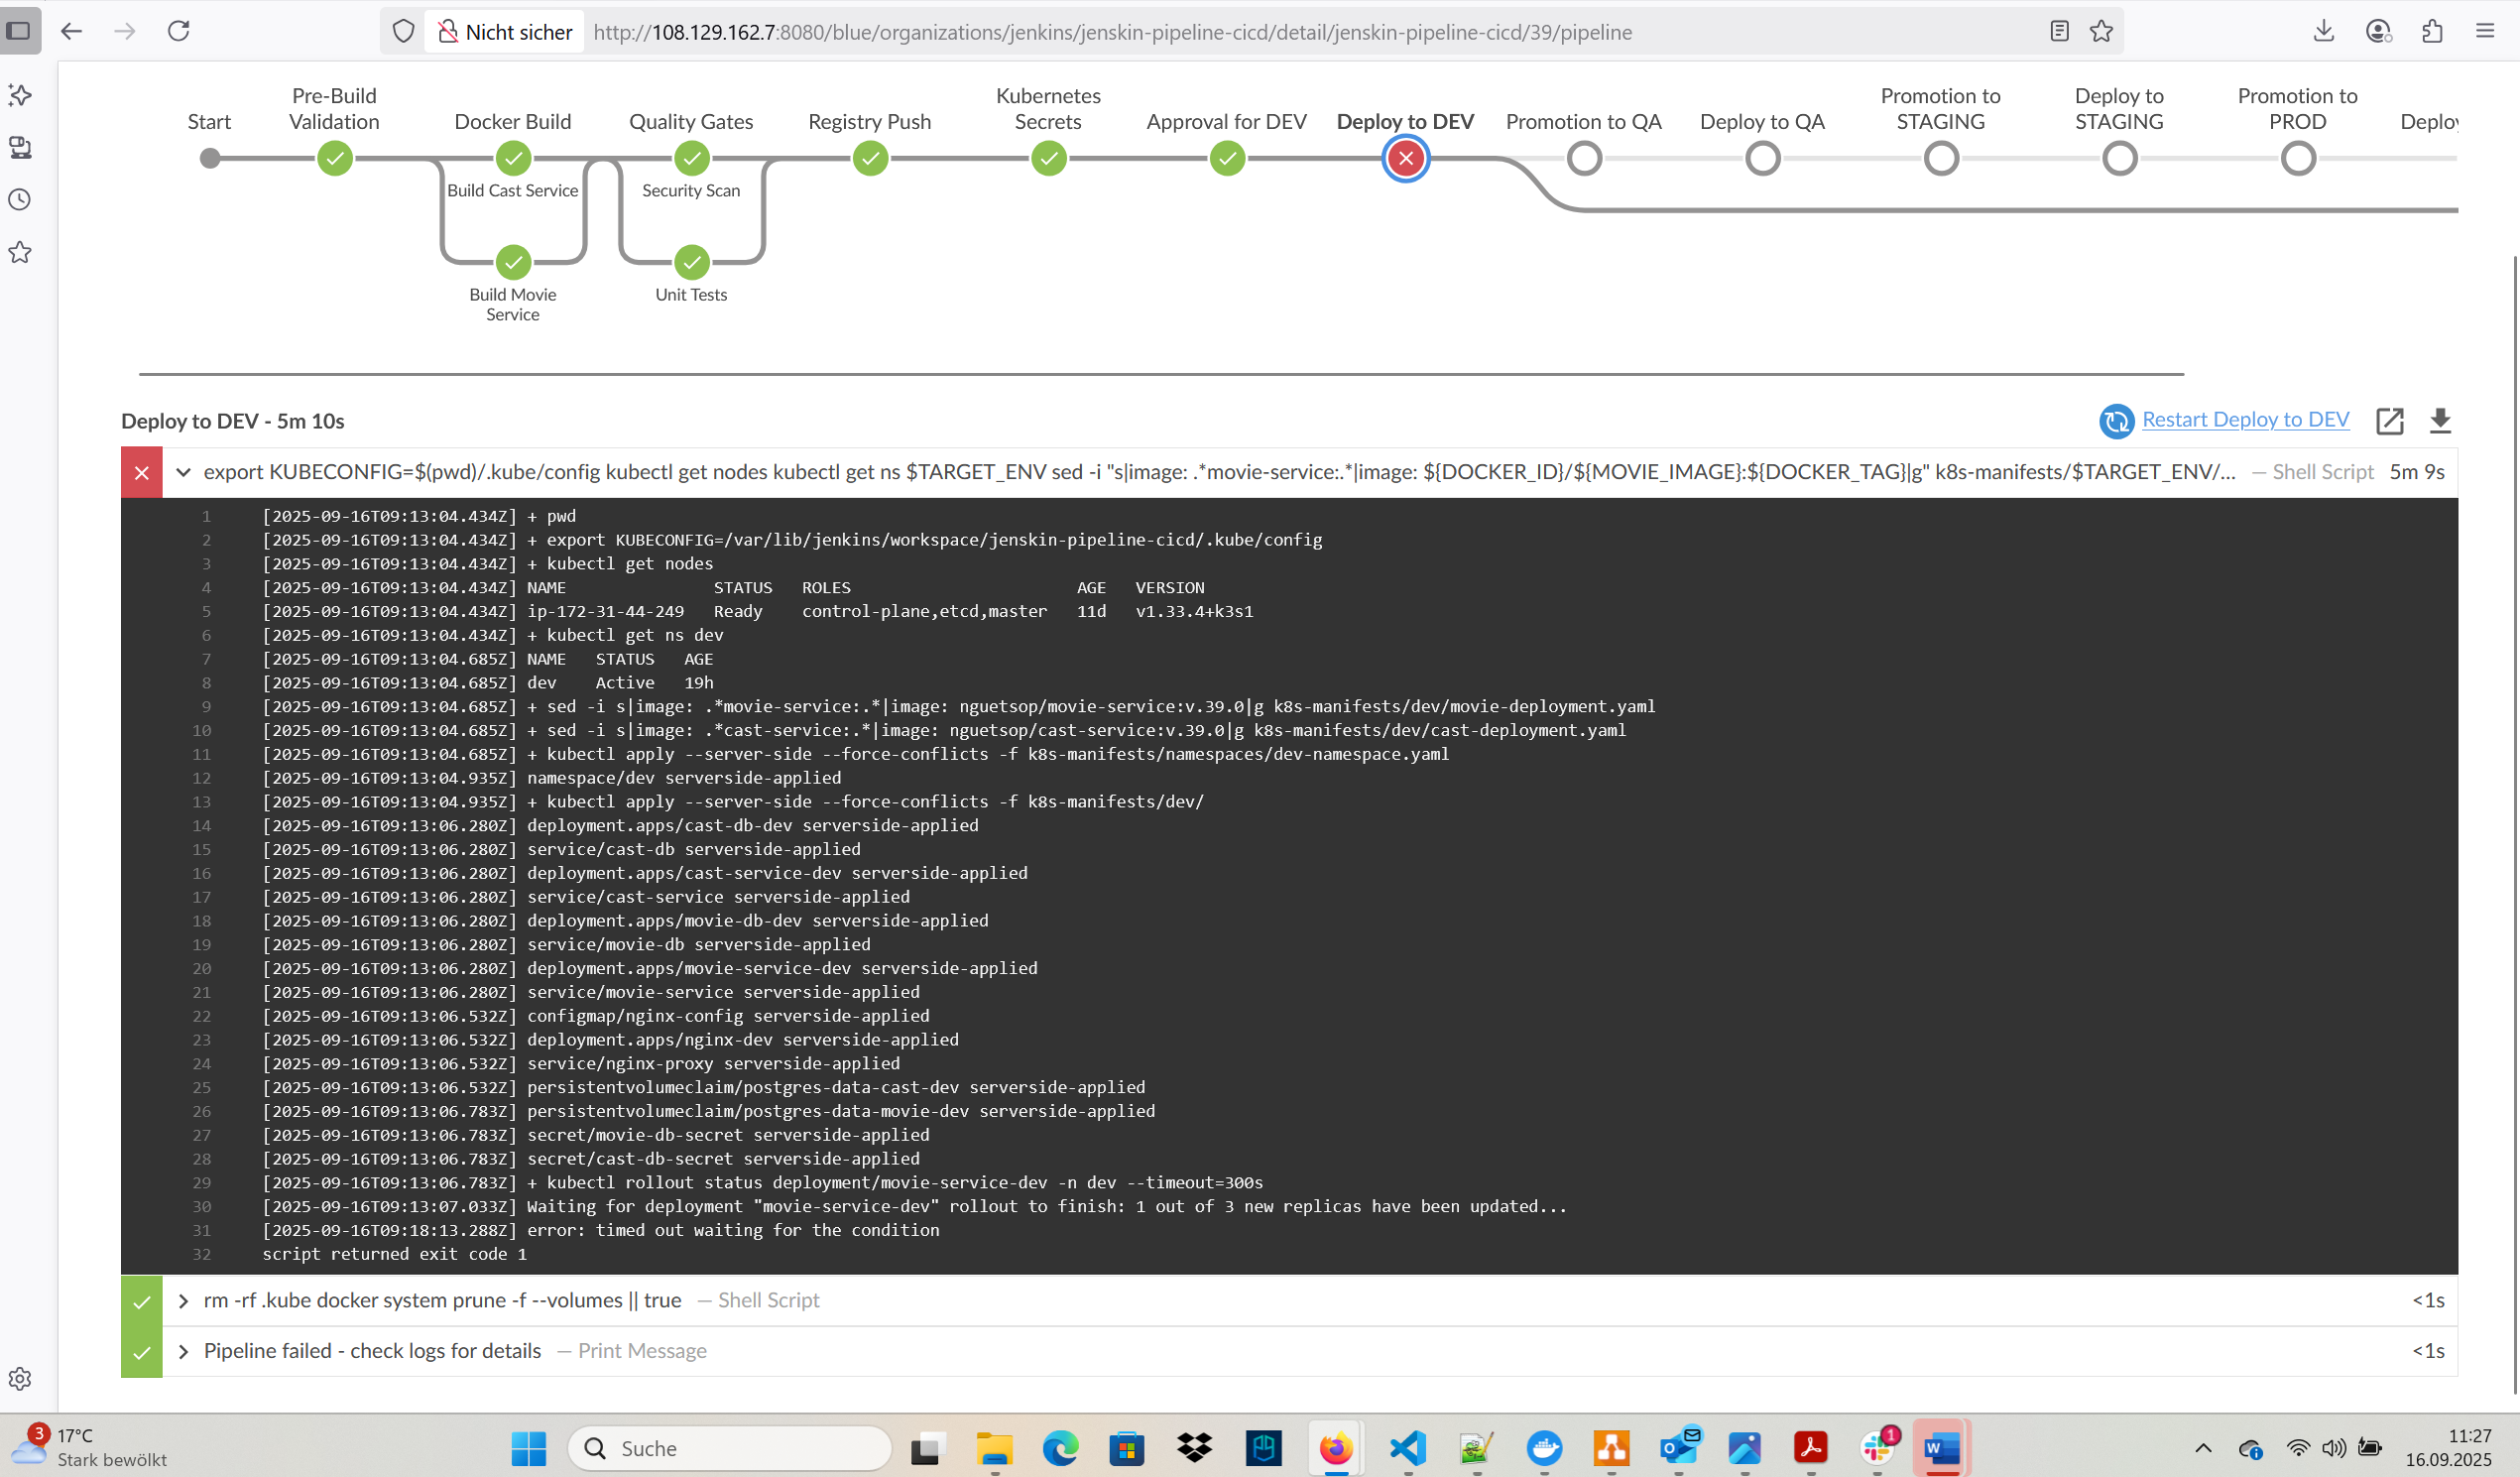 Nicht sicher
http://108.129.162.7:8080/blue/organizations/jenkins/jenskin-pipeline-cicd/detail/jenskin-pipeline-cicd/39/pipeline
Start
Pre-Build
Validation
Docker Build
Quality Gates
Registry Push
Kubernetes
Secrets
Approval for DEV
Deploy to DEV
Promotion to QA
Deploy to QA
Promotion to
STAGING
Deploy to
STAGING
Promotion to
PROD
Build Cast Service
Security Scan
Build Movie
Service
Unit Tests
Deploy to DEV - 5m 10s
Restart Deploy to DEV
export KUBECONFIG=$(pwd)/.kube/config kubectl get nodes kubectl get ns $TARGET_ENV sed -i "s|image: .*movie-service:.*|image: ${DOCKER_ID}/${MOVIE_IMAGE}:${DOCKER_TAG}|g" k8s-manifests/$TARGET_ENV/... — Shell Script 5m 9s
1 [2025-09-16T09:13:04.434Z] + pwd
2 [2025-09-16T09:13:04.434Z] + export KUBECONFIG=/var/lib/jenkins/workspace/jenskin-pipeline-cicd/.kube/config
3 [2025-09-16T09:13:04.434Z] + kubectl get nodes
4 [2025-09-16T09:13:04.434Z] NAME STATUS ROLES AGE VERSION
5 [2025-09-16T09:13:04.434Z] ip-172-31-44-249 Ready control-plane,etcd,master 11d v1.33.4+k3s1
6 [2025-09-16T09:13:04.434Z] + kubectl get ns dev
7 [2025-09-16T09:13:04.685Z] NAME STATUS AGE
8 [2025-09-16T09:13:04.685Z] dev Active 19h
9 [2025-09-16T09:13:04.685Z] + sed -i s|image: .*movie-service:.*|image: nguetsop/movie-service:v.39.0|g k8s-manifests/dev/movie-deployment.yaml
10 [2025-09-16T09:13:04.685Z] + sed -i s|image: .*cast-service:.*|image: nguetsop/cast-service:v.39.0|g k8s-manifests/dev/cast-deployment.yaml
11 [2025-09-16T09:13:04.685Z] + kubectl apply --server-side --force-conflicts -f k8s-manifests/namespaces/dev-namespace.yaml
12 [2025-09-16T09:13:04.935Z] namespace/dev serverside-applied
13 [2025-09-16T09:13:04.935Z] + kubectl apply --server-side --force-conflicts -f k8s-manifests/dev/
14 [2025-09-16T09:13:06.280Z] deployment.apps/cast-db-dev serverside-applied
15 [2025-09-16T09:13:06.280Z] service/cast-db serverside-applied
16 [2025-09-16T09:13:06.280Z] deployment.apps/cast-service-dev serverside-applied
17 [2025-09-16T09:13:06.280Z] service/cast-service serverside-applied
18 [2025-09-16T09:13:06.280Z] deployment.apps/movie-db-dev serverside-applied
19 [2025-09-16T09:13:06.280Z] service/movie-db serverside-applied
20 [2025-09-16T09:13:06.280Z] deployment.apps/movie-service-dev serverside-applied
21 [2025-09-16T09:13:06.280Z] service/movie-service serverside-applied
22 [2025-09-16T09:13:06.532Z] configmap/nginx-config serverside-applied
23 [2025-09-16T09:13:06.532Z] deployment.apps/nginx-dev serverside-applied
24 [2025-09-16T09:13:06.532Z] service/nginx-proxy serverside-applied
25 [2025-09-16T09:13:06.532Z] persistentvolumeclaim/postgres-data-cast-dev serverside-applied
26 [2025-09-16T09:13:06.783Z] persistentvolumeclaim/postgres-data-movie-dev serverside-applied
27 [2025-09-16T09:13:06.783Z] secret/movie-db-secret serverside-applied
28 [2025-09-16T09:13:06.783Z] secret/cast-db-secret serverside-applied
29 [2025-09-16T09:13:06.783Z] + kubectl rollout status deployment/movie-service-dev -n dev --timeout=300s
30 [2025-09-16T09:13:07.033Z] Waiting for deployment "movie-service-dev" rollout to finish: 1 out of 3 new replicas have been updated...
31 [2025-09-16T09:18:13.288Z] error: timed out waiting for the condition
32 script returned exit code 1
rm -rf .kube docker system prune -f --volumes || true — Shell Script <1s
Pipeline failed - check logs for details — Print Message <1s
3
17°C
Stark bewölkt
Suche
1
11:27
16.09.2025